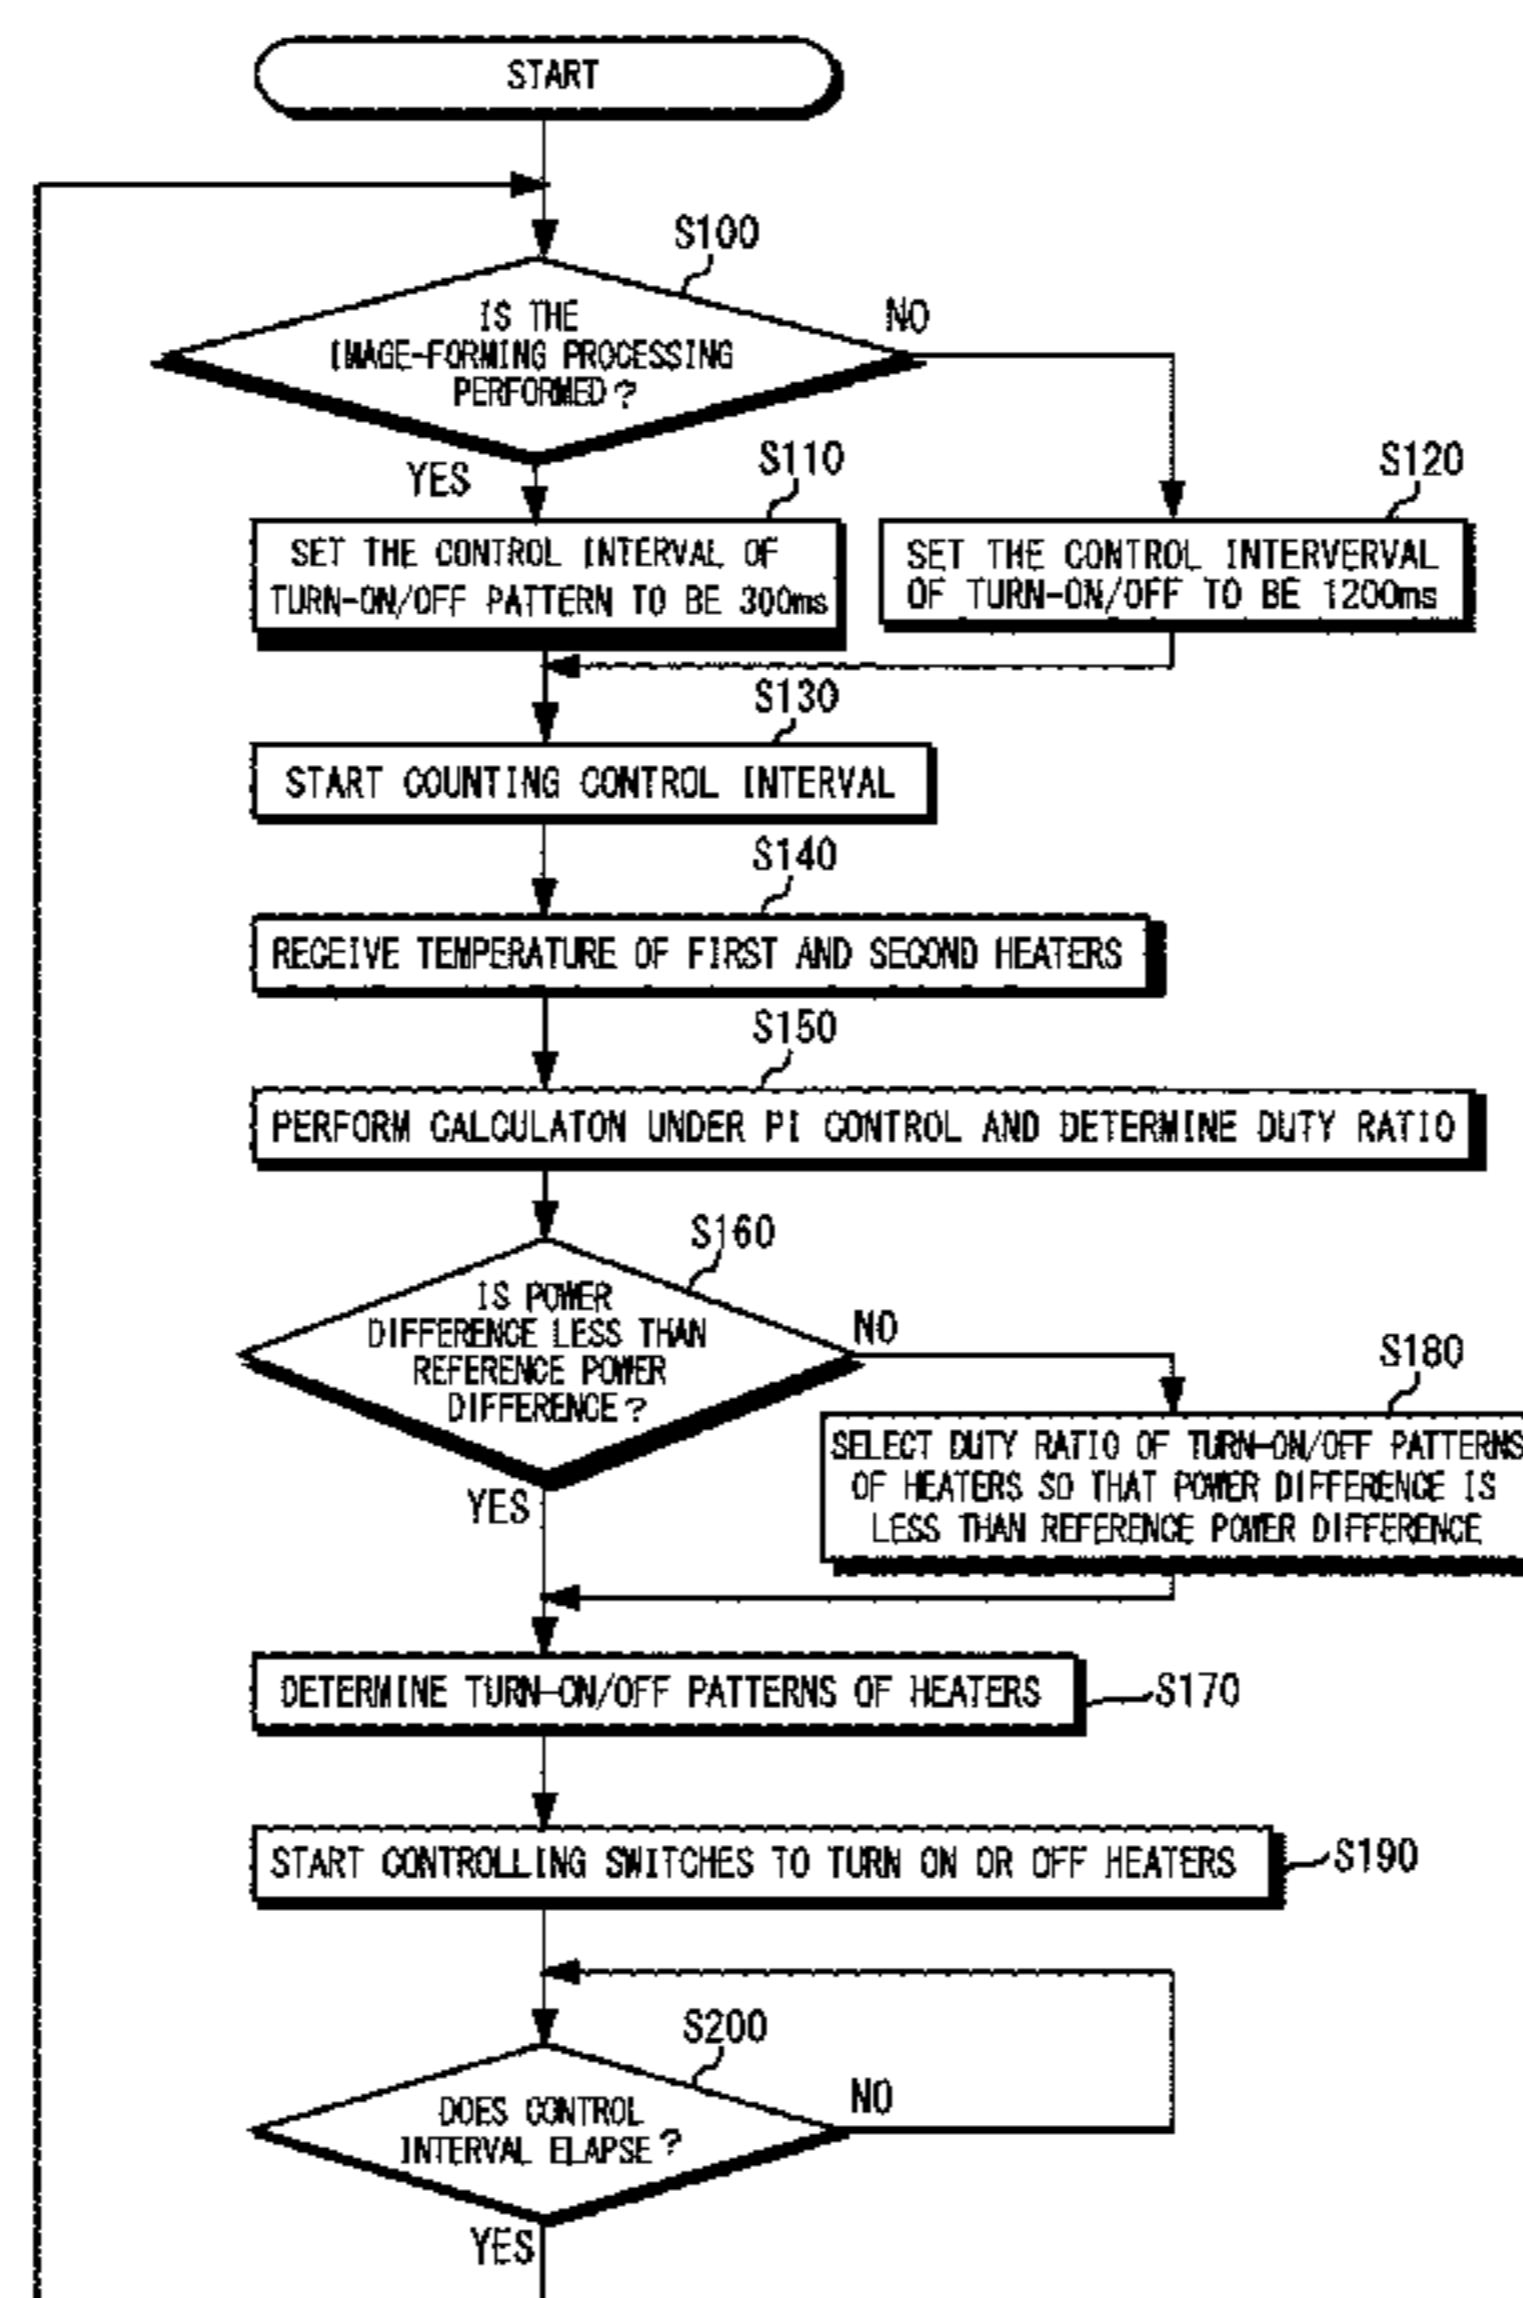 START
S100
IS THE
IMAGE-FORMING PROCESSING
PERFORMED?
NO
YES
S110
S120
SET THE CONTROL INTERVAL OF
TURN-ON/OFF PATTERN TO BE 300ms
SET THE CONTROL INTERVERVAL
OF TURN-ON/OFF TO BE 1200ms
S130
START COUNTING CONTROL INTERVAL
S140
RECEIVE TEMPERATURE OF FIRST AND SECOND HEATERS
S150
PERFORM CALCULATON UNDER PI CONTROL AND DETERMINE DUTY RATIO
S160
IS POWER
DIFFERENCE LESS THAN
REFERENCE POWER
DIFFERENCE?
NO
YES
S180
SELECT DUTY RATIO OF TURN-ON/OFF PATTERNS
OF HEATERS SO THAT POWER DIFFERENCE IS
LESS THAN REFERENCE POWER DIFFERENCE
DETERMINE TURN-ON/OFF PATTERNS OF HEATERS
S170
START CONTROLLING SWITCHES TO TURN ON OR OFF HEATERS
S190
S200
DOES CONTROL
INTERVAL ELAPSE?
NO
YES